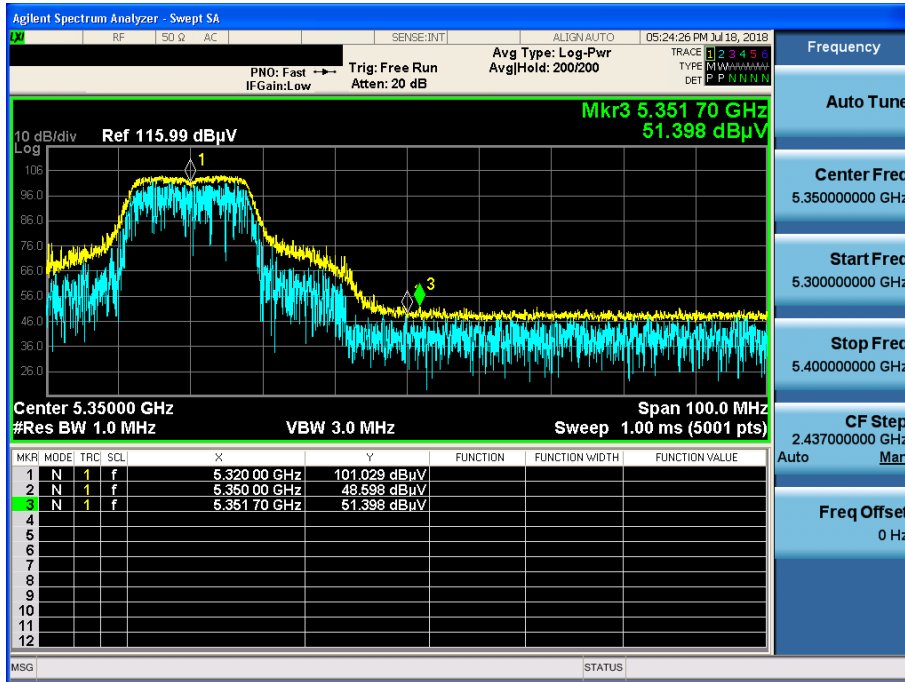 Agilent Spectrum Analyzer - Swept SA
LXI RF 50 Ω AC SENSE:INT ALIGNAUTO 05:24:26 PM Jul 18, 2018
PNO: Fast Trig: Free Run Avg Type: Log-Pwr TRACE 1 2 3 4 5 6
IFGain:Low Atten: 20 dB Avg|Hold: 200/200 TYPE M W W W W W
DET P P N N N N
Mkr3 5.351 70 GHz
51.398 dBµV
10 dB/div Ref 115.99 dBµV
Log
106
96.0
86.0
76.0
66.0
56.0
46.0
36.0
26.0
1
3
Center 5.35000 GHz Span 100.0 MHz
#Res BW 1.0 MHz VBW 3.0 MHz Sweep 1.00 ms (5001 pts)
MKR MODE TRC SCL X Y FUNCTION FUNCTION WIDTH FUNCTION VALUE
1 N 1 f 5.320 00 GHz 101.029 dBµV
2 N 1 f 5.350 00 GHz 48.598 dBµV
3 N 1 f 5.351 70 GHz 51.398 dBµV
4
5
6
7
8
9
10
11
12
MSG STATUS
Frequency
Auto Tune
Center Freq
5.350000000 GHz
Start Freq
5.300000000 GHz
Stop Freq
5.400000000 GHz
CF Step
2.437000000 GHz
Auto Man
Freq Offset
0 Hz